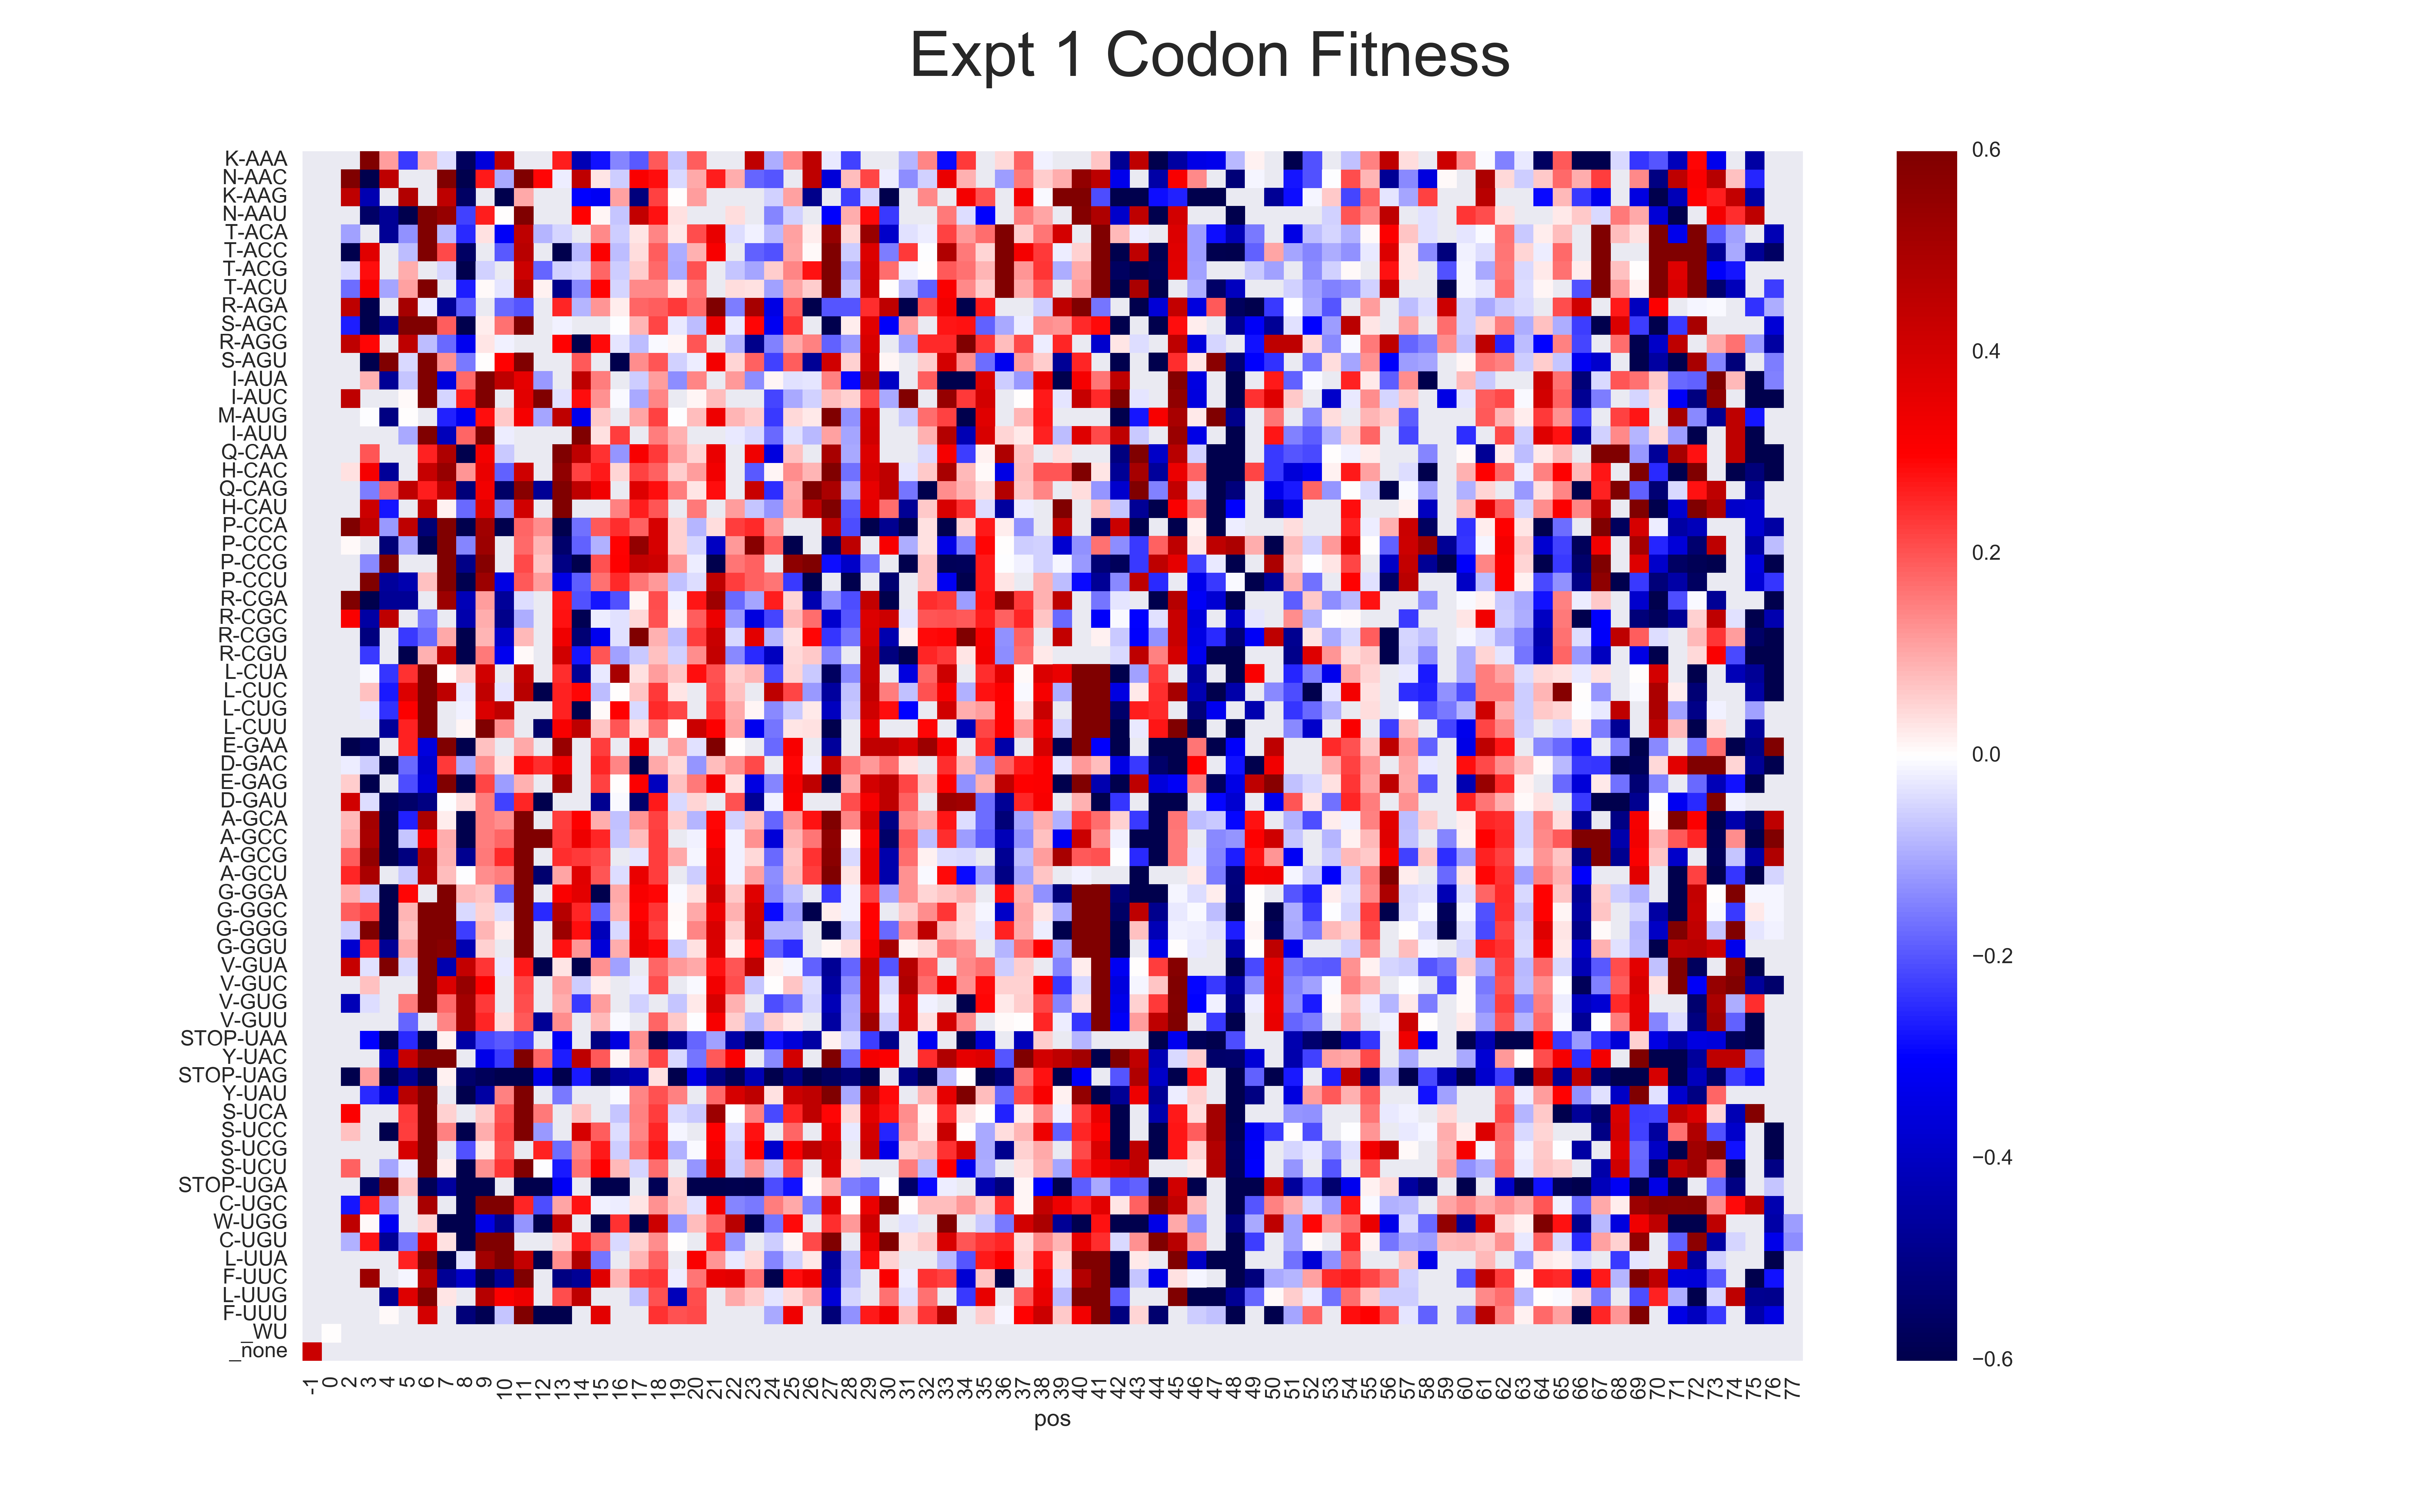 Expt 1 Codon Fitness
K-AAA
N-AAC
K-AAG
N-AAU
T-ACA
T-ACC
T-ACG
T-ACU
R-AGA
S-AGC
R-AGG
S-AGU
I-AUA
I-AUC
M-AUG
I-AUU
Q-CAA
H-CAC
Q-CAG
H-CAU
P-CCA
P-CCC
P-CCG
P-CCU
R-CGA
R-CGC
R-CGG
R-CGU
L-CUA
L-CUC
L-CUG
L-CUU
E-GAA
D-GAC
E-GAG
D-GAU
A-GCA
A-GCC
A-GCG
A-GCU
G-GGA
G-GGC
G-GGG
G-GGU
V-GUA
V-GUC
V-GUG
V-GUU
STOP-UAA
Y-UAC
STOP-UAG
Y-UAU
S-UCA
S-UCC
S-UCG
S-UCU
STOP-UGA
C-UGC
W-UGG
C-UGU
L-UUA
F-UUC
L-UUG
F-UUU
_WU
_none
-1 0 2 3 4 5 6 7 8 9 10 11 12 13 14 15 16 17 18 19 20 21 22 23 24 25 26 27 28 29 30 31 32 33 34 35 36 37 38 39 40 41 42 43 44 45 46 47 48 49 50 51 52 53 54 55 56 57 58 59 60 61 62 63 64 65 66 67 68 69 70 71 72 73 74 75 76 77
pos
0.6
0.4
0.2
0.0
−0.2
−0.4
−0.6